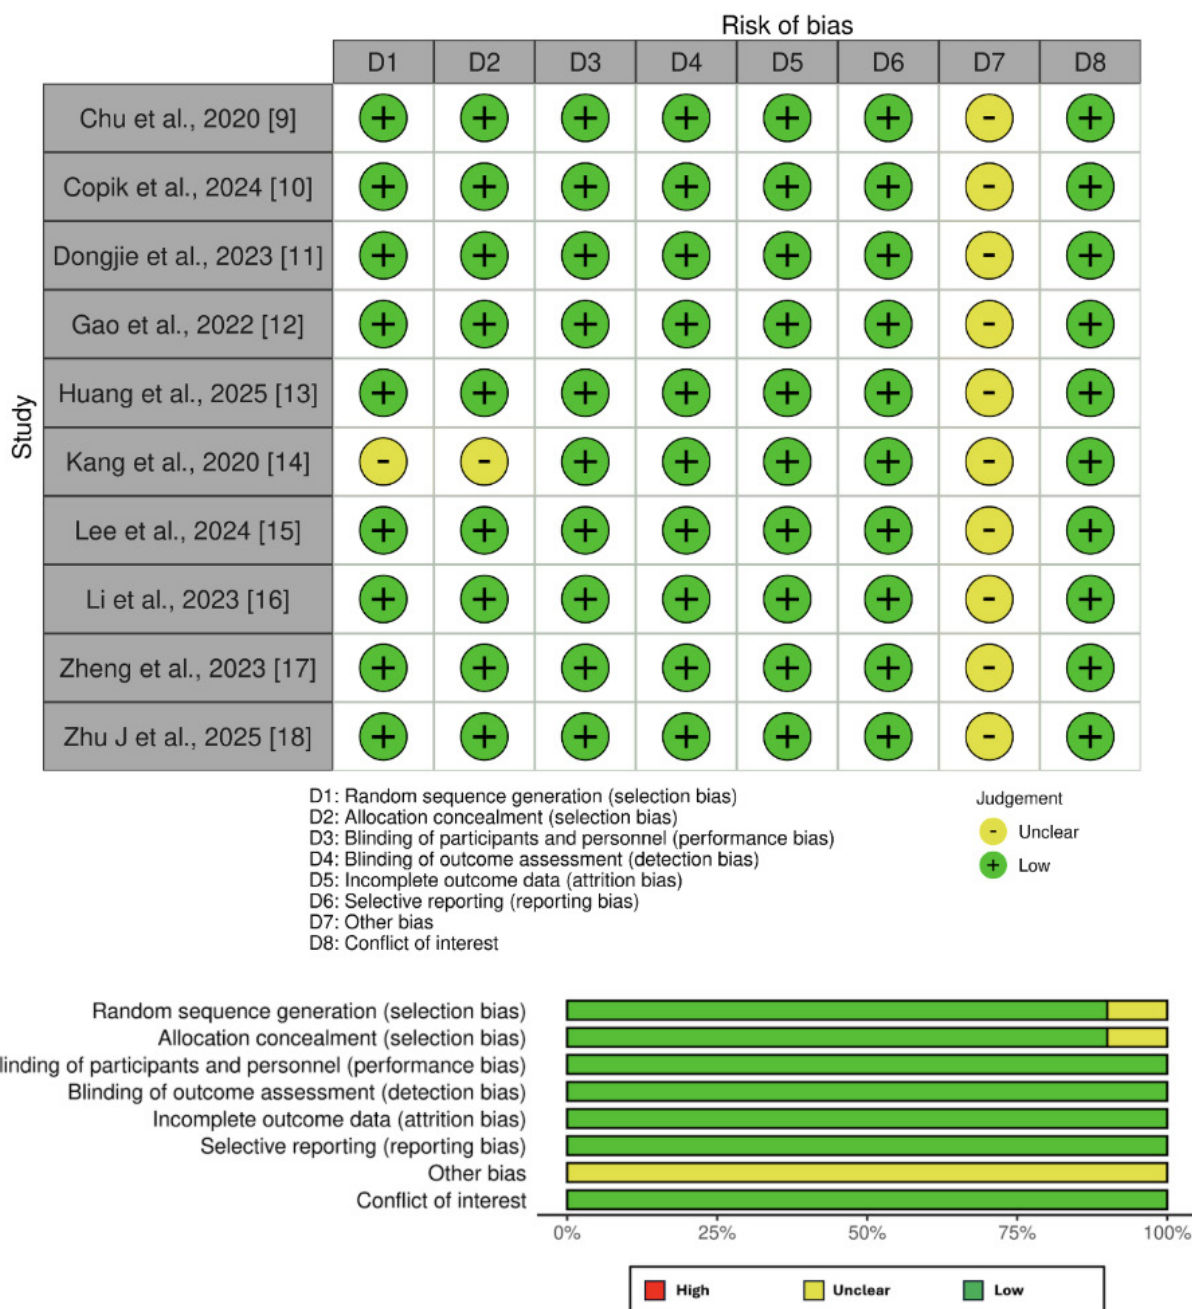 Risk of bias
D1 D2 D3 D4 D5 D6 D7 D8
Study
Chu et al., 2020 [9] + + + + + + - +
Copik et al., 2024 [10] + + + + + + - +
Dongjie et al., 2023 [11] + + + + + + - +
Gao et al., 2022 [12] + + + + + + - +
Huang et al., 2025 [13] + + + + + + - +
Kang et al., 2020 [14] - - + + + + - +
Lee et al., 2024 [15] + + + + + + - +
Li et al., 2023 [16] + + + + + + - +
Zheng et al., 2023 [17] + + + + + + - +
Zhu J et al., 2025 [18] + + + + + + - +
D1: Random sequence generation (selection bias)
D2: Allocation concealment (selection bias)
D3: Blinding of participants and personnel (performance bias)
D4: Blinding of outcome assessment (detection bias)
D5: Incomplete outcome data (attrition bias)
D6: Selective reporting (reporting bias)
D7: Other bias
D8: Conflict of interest
Judgement
- Unclear
+ Low
Random sequence generation (selection bias)
Allocation concealment (selection bias)
linding of participants and personnel (performance bias)
Blinding of outcome assessment (detection bias)
Incomplete outcome data (attrition bias)
Selective reporting (reporting bias)
Other bias
Conflict of interest
0% 25% 50% 75% 100%
High Unclear Low